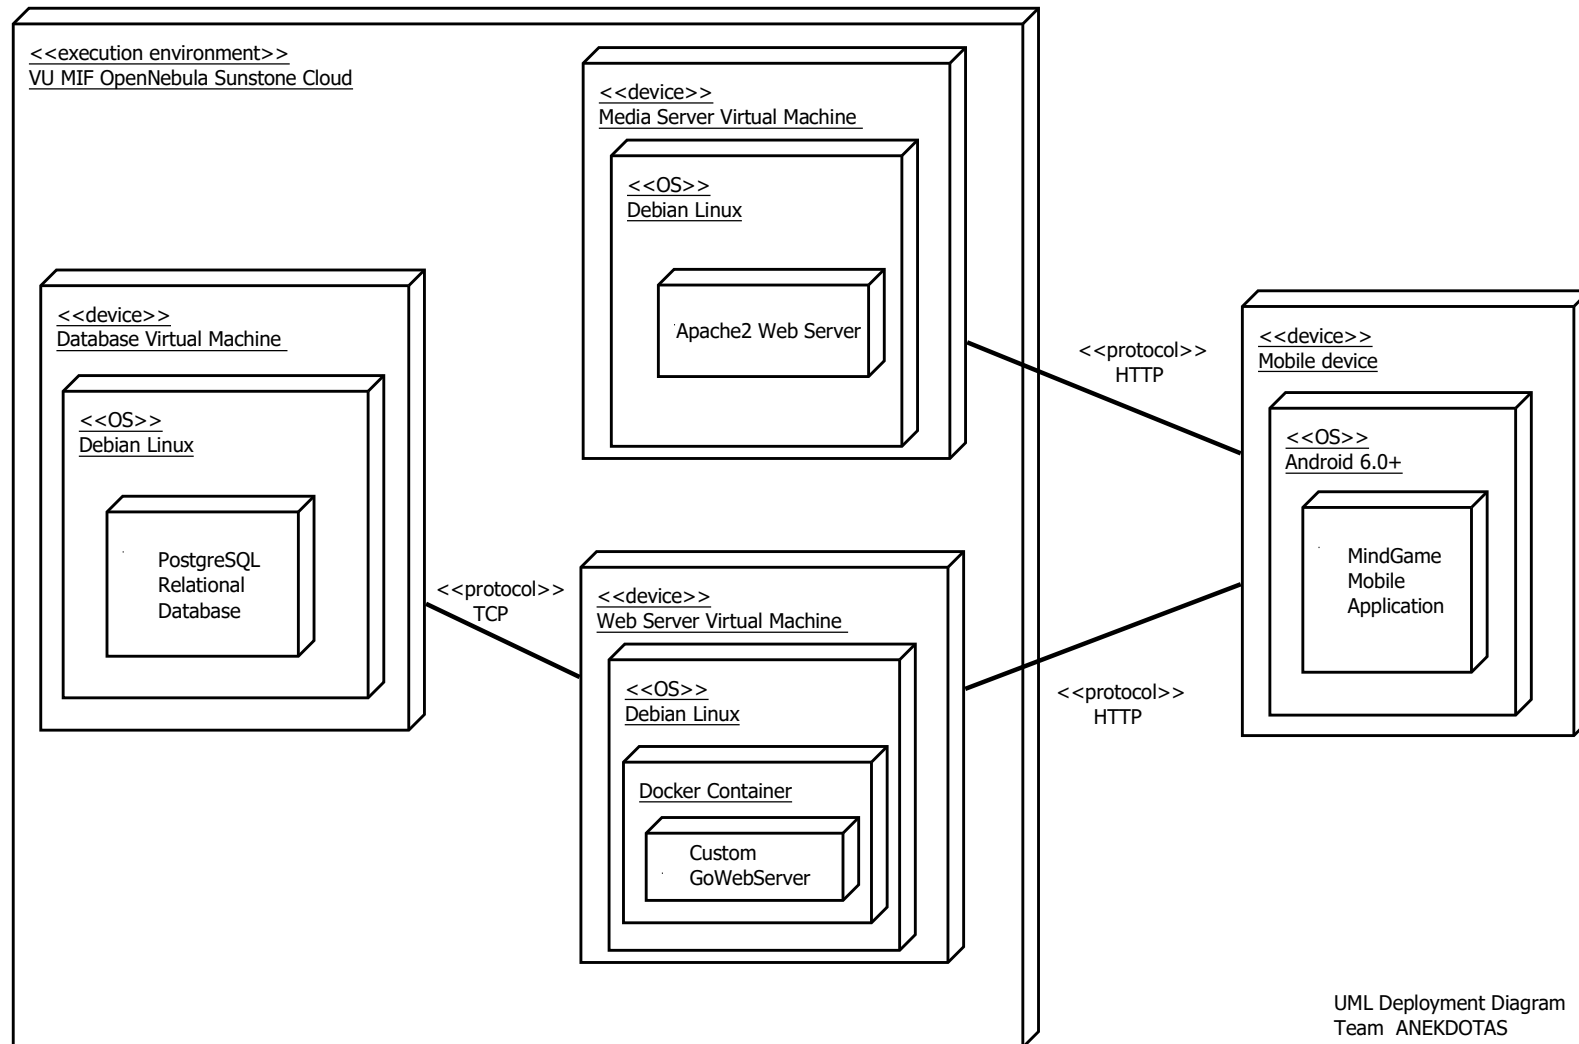 <<execution environment>>
VU MIF OpenNebula Sunstone Cloud
<<device>>
Media Server Virtual Machine
<<OS>>
Debian Linux
Apache2 Web Server
<<device>>
Database Virtual Machine
<<OS>>
Debian Linux
PostgreSQL
Relational
Database
<<protocol>>
TCP
<<device>>
Web Server Virtual Machine
<<OS>>
Debian Linux
Docker Container
Custom
GoWebServer
<<protocol>>
HTTP
<<protocol>>
HTTP
<<device>>
Mobile device
<<OS>>
Android 6.0+
MindGame
Mobile
Application
UML Deployment Diagram
Team ANEKDOTAS